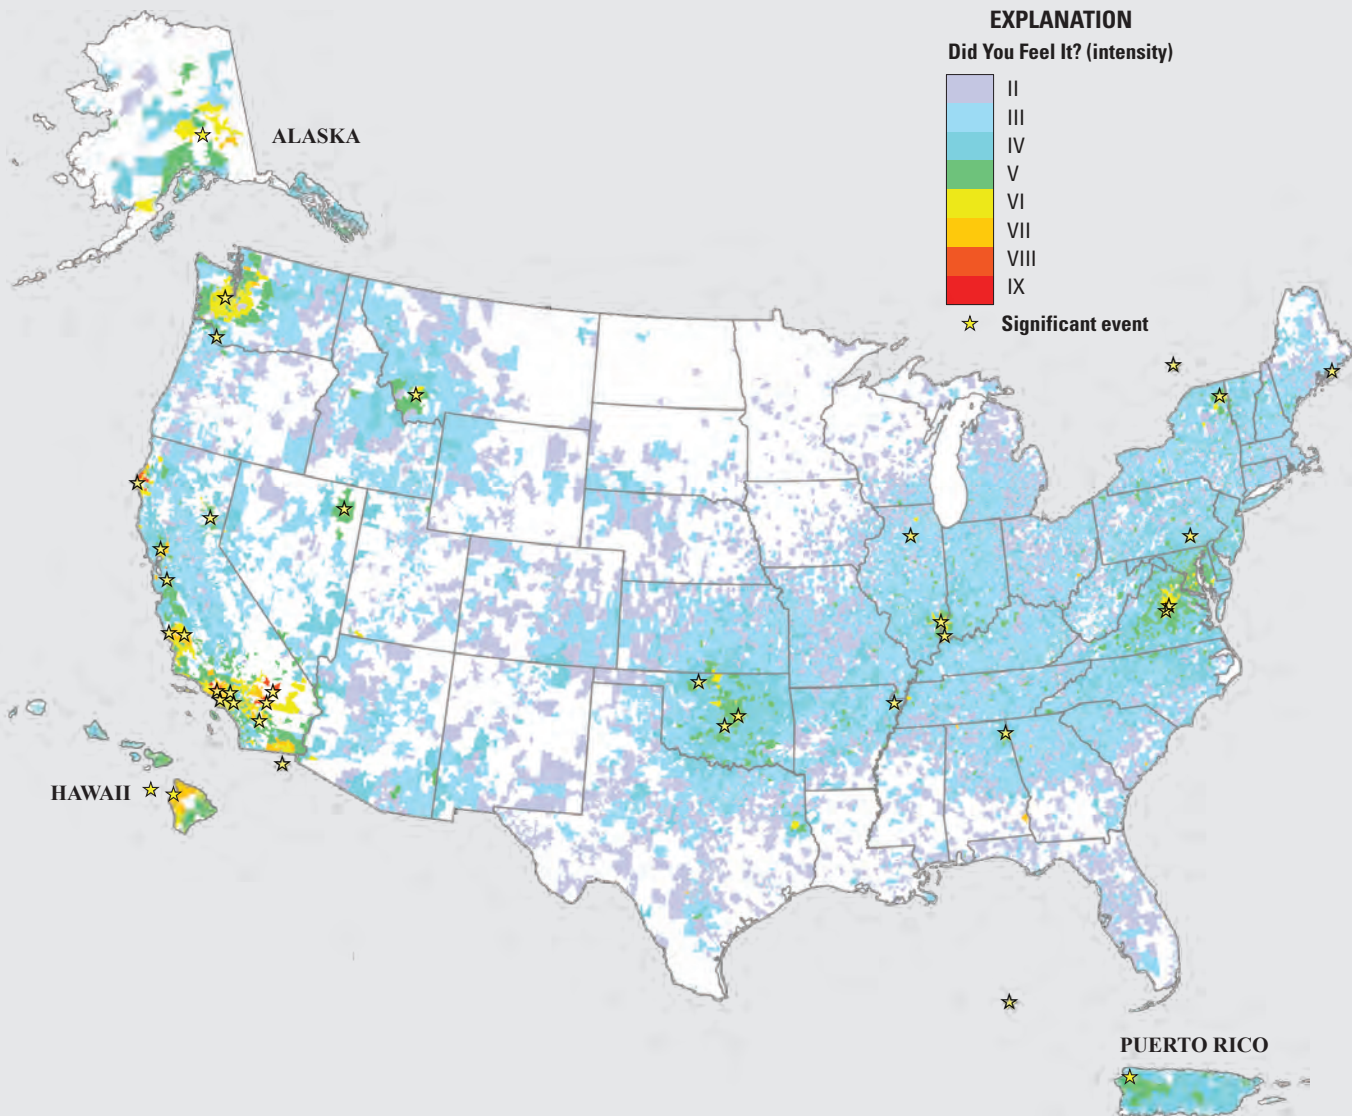 EXPLANATION
Did You Feel It? (intensity)
II
III
IV
V
VI
VII
VIII
IX
Significant event
ALASKA
HAWAII
PUERTO RICO